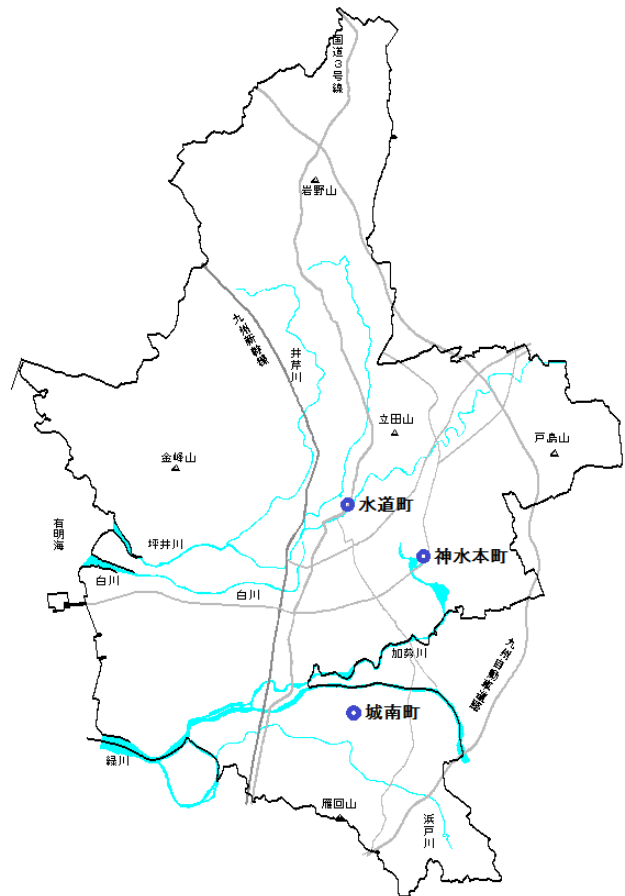 国道３号線
岩野山
九州新幹線
井芹川
立田山
戸島山
金峰山
水道町
有明海
坪井川
神水本町
白川
白川
加勢川
九州自動車道路
城南町
緑川
雁回山
浜戸川